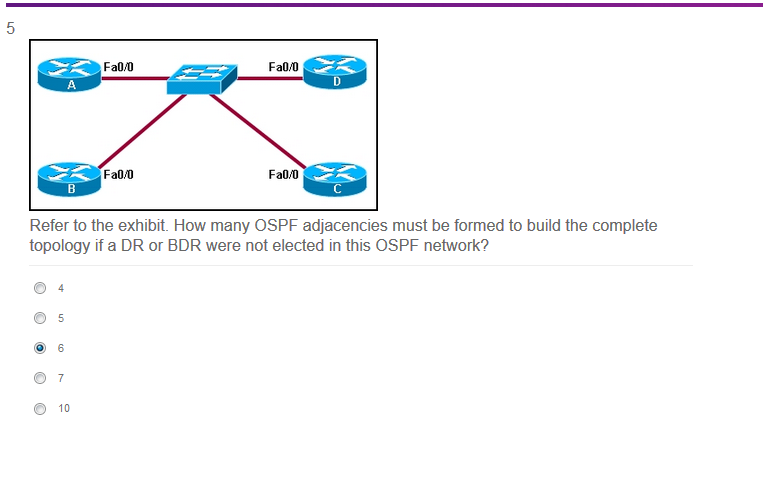 5
Fa0/0
Fa0/0
A
D
Fa0/0
Fa0/0
B
C
Refer to the exhibit. How many OSPF adjacencies must be formed to build the complete
topology if a DR or BDR were not elected in this OSPF network?
4
5
6
7
10